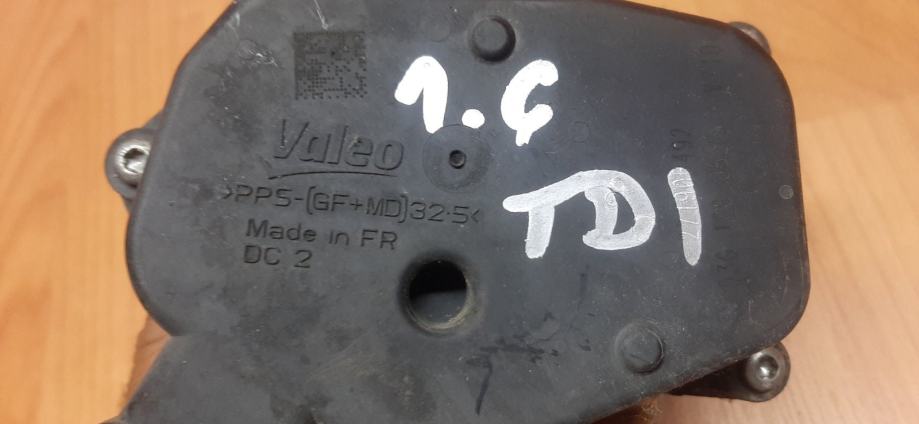 1.6
Valeo
TDI
>PPS-(GF+MD)32.5<
Made in FR
DC 2